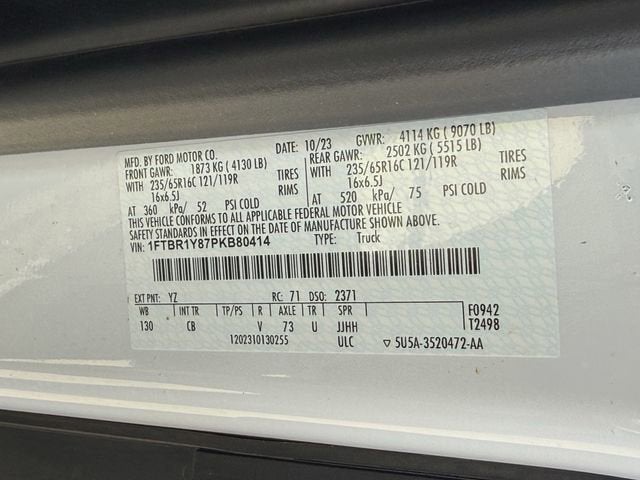 MFD. BY FORD MOTOR CO.
DATE: 10/23 GVWR: 4114 KG ( 9070 LB)
FRONT GAWR: 1873 KG ( 4130 LB)
REAR GAWR: 2502 KG ( 5515 LB)
WITH 235/65R16C 121/119R TIRES
16x6.5J RIMS
AT 360 kPa/ 52 PSI COLD
WITH 235/65R16C 121/119R TIRES
16x6.5J RIMS
AT 520 kPa/ 75 PSI COLD
THIS VEHICLE CONFORMS TO ALL APPLICABLE FEDERAL MOTOR VEHICLE
SAFETY STANDARDS IN EFFECT ON THE DATE OF MANUFACTURE SHOWN ABOVE.
VIN: 1FTBR1Y87PKB80414 TYPE: Truck
EXT PNT: YZ RC: 71 DSO: 2371
WB INT TR TP/PS R AXLE TR SPR
130 CB V 73 U JJHH
F0942
T2498
1202310130255 ULC ▽ 5U5A-3520472-AA